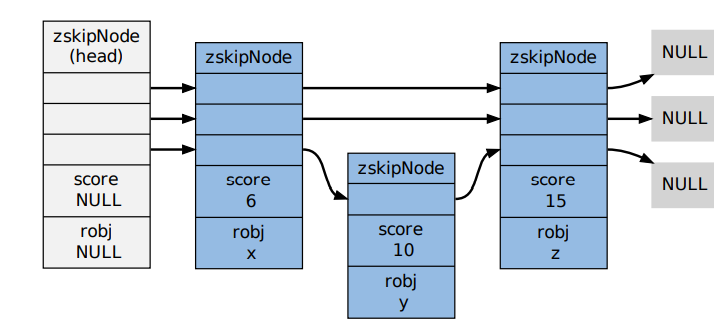 zskipNode
(head)
score
NULL
robj
NULL
zskipNode
score
6
robj
x
zskipNode
score
10
robj
y
zskipNode
score
15
robj
z
NULL
NULL
NULL